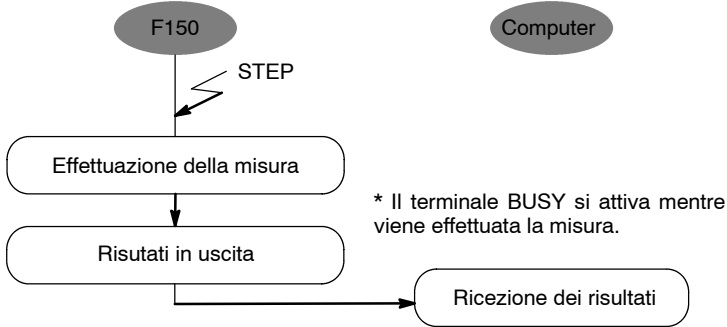 F150
Computer
STEP
Effettuazione della misura
* Il terminale BUSY si attiva mentre
viene effettuata la misura.
Risutati in uscita
Ricezione dei risultati